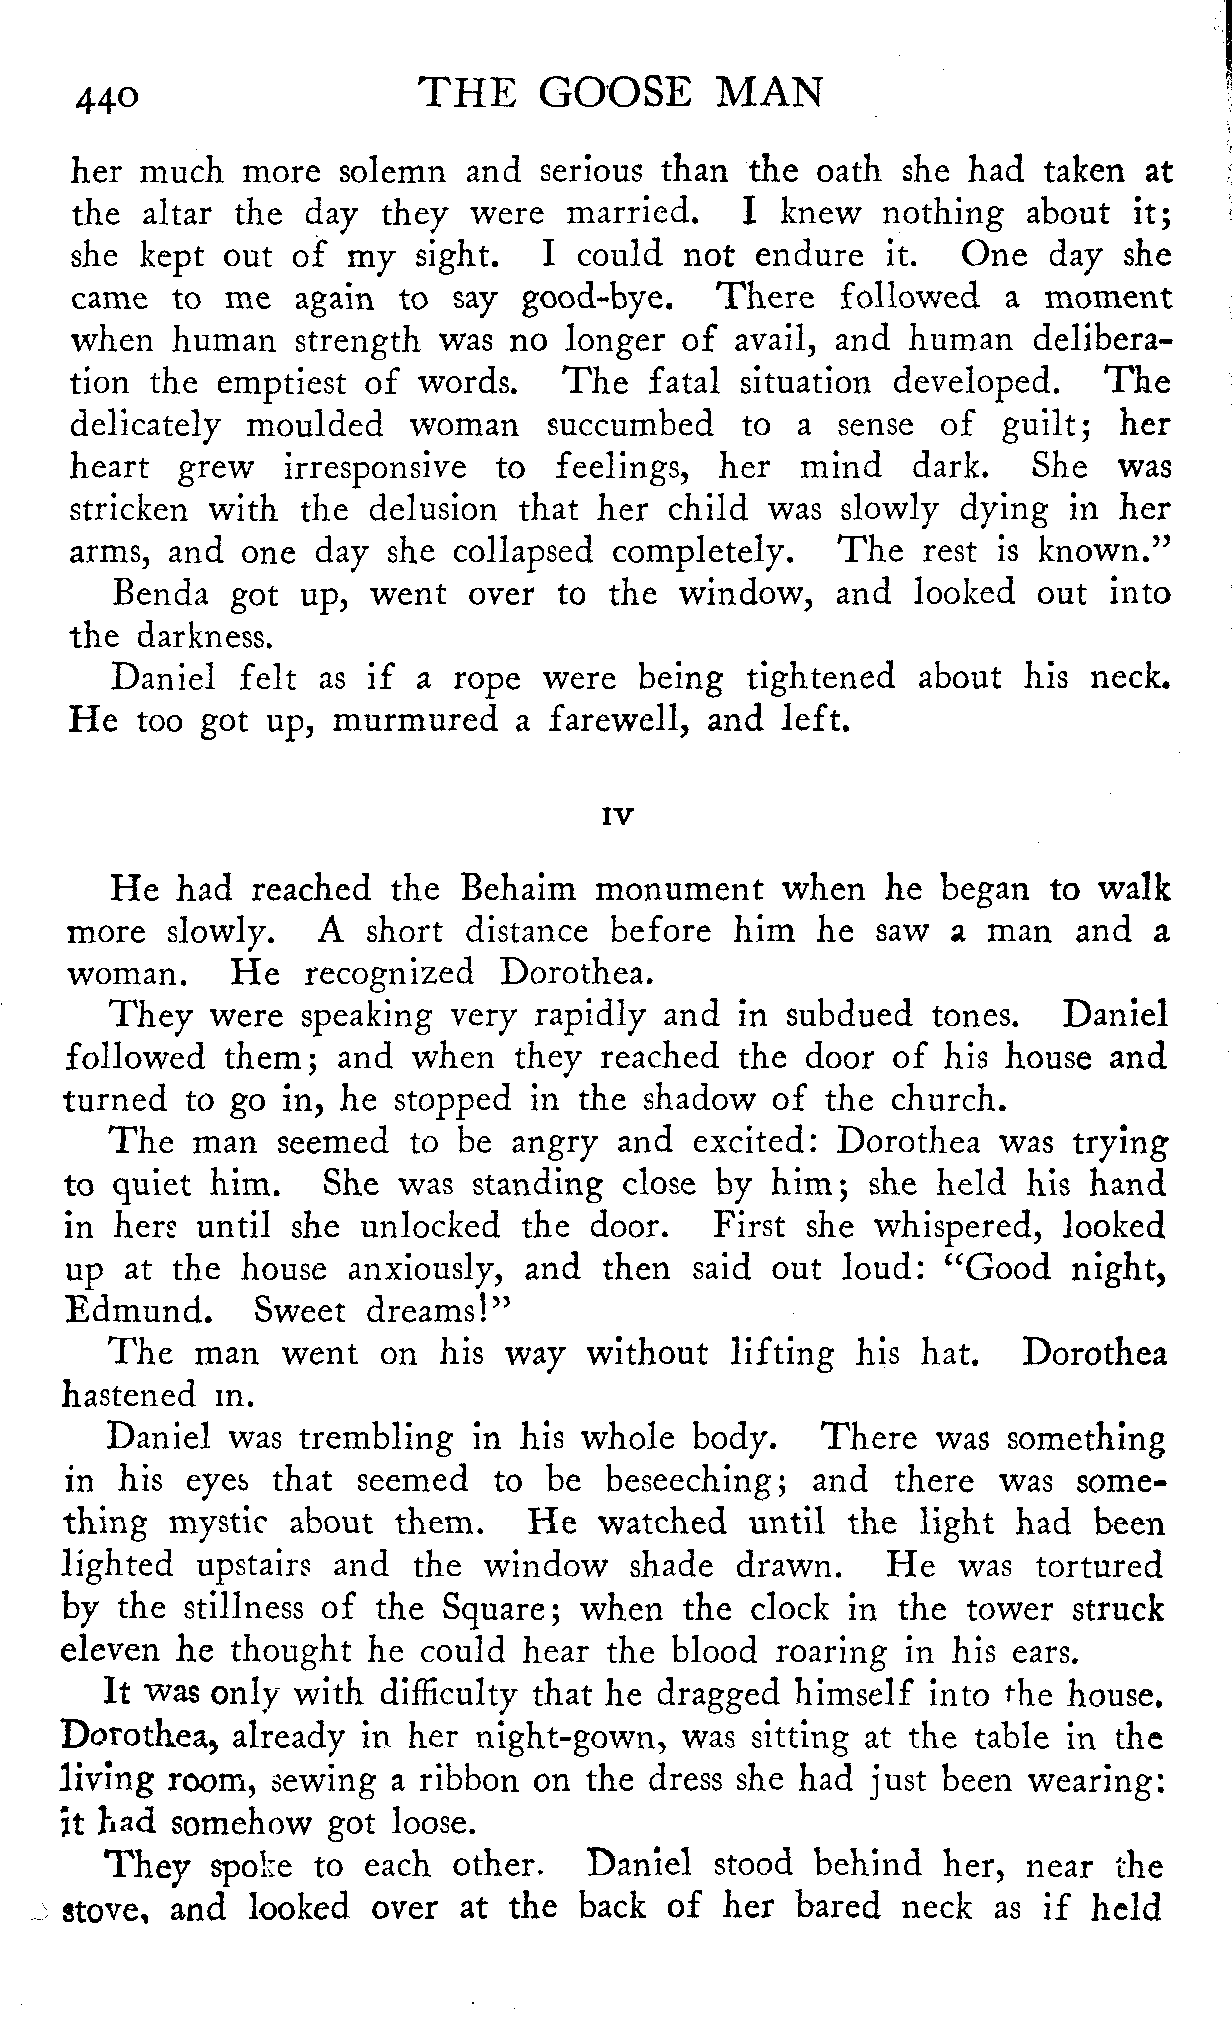 440 THE GOOSE MAN
her much more solemn and serious than the oath she had taken at
the altar the day they were married. I knew nothing about it;
she kept out of my sight. I could not endure it. One day she
came to me again to say good-bye. There followed a moment
when human strength was no longer of avail, and human delibera-
tion the emptiest of words. The fatal situation developed. The
delicately moulded woman succumbed to a sense of guilt; her
heart grew irresponsive to feelings, her mind dark. She was
stricken with the delusion that her child was slowly dying in her
arms, and one day she collapsed completely. The rest is known."
Benda got up, went over to the window, and looked out into
the darkness.
Daniel felt as if a rope were being tightened about his neck.
He too got up, murmured a farewell, and left.
IV
He had reached the Behaim monument when he began to walk
more slowly. A short distance before him he saw a man and a
woman. He recognized Dorothea.
They were speaking very rapidly and in subdued tones. Daniel
followed them; and when they reached the door of his house and
turned to go in, he stopped in the shadow of the church.
The man seemed to be angry and excited: Dorothea was trying
to quiet him. She was standing close by him; she held his hand
in hers until she unlocked the door. First she whispered, looked
up at the house anxiously, and then said out loud: "Good night,
Edmund. Sweet dreams!"
The man went on his way without lifting his hat. Dorothea
hastened in.
Daniel was trembling in his whole body. There was something
in his eyes that seemed to be beseeching; and there was some-
thing mystic about them. He watched until the light had been
lighted upstairs and the window shade drawn. He was tortured
by the stillness of the Square; when the clock in the tower struck
eleven he thought he could hear the blood roaring in his ears.
It was only with difficulty that he dragged himself into the house.
Dorothea, already in her night-gown, was sitting at the table in the
living room, sewing a ribbon on the dress she had just been wearing:
it had somehow got loose.
They spoke to each other. Daniel stood behind her, near the
stove, and looked over at the back of her bared neck as if held